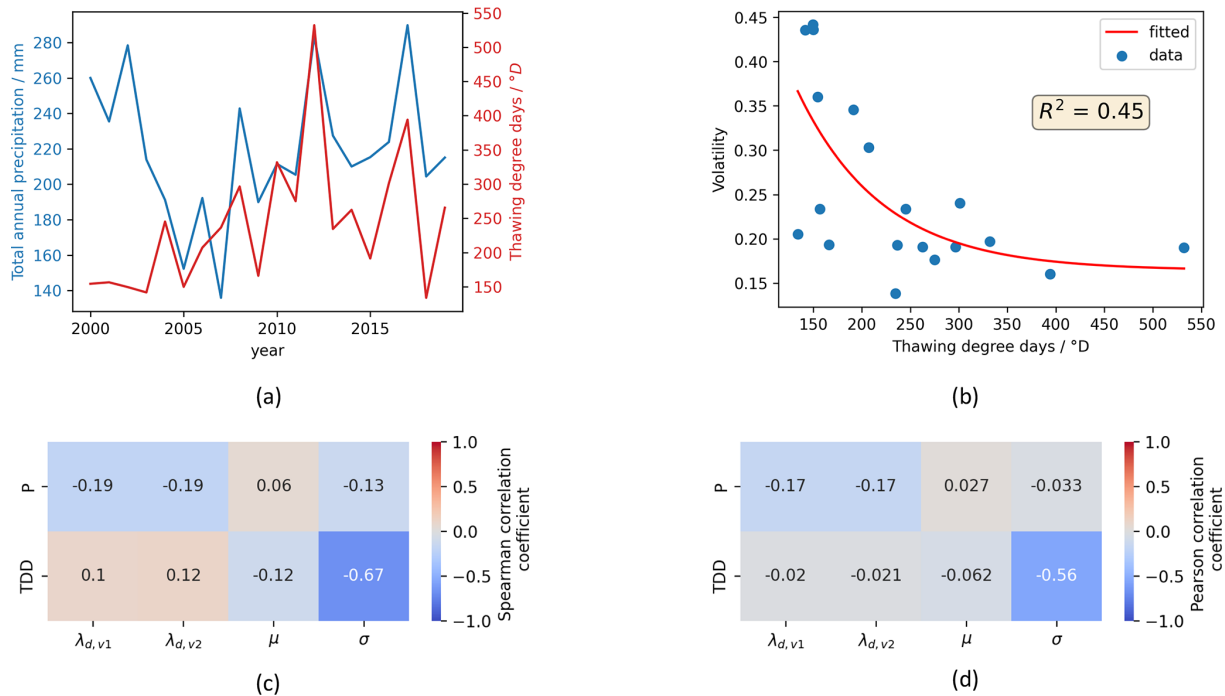 Total annual precipitation / mm
280
260
240
220
200
180
160
140
550
500
450
400
350
300
250
200
150
Thawing degree days / °D
2000
2005
2010
2015
year
(a)
Volatility
0.45
0.40
0.35
0.30
0.25
0.20
0.15
fitted
data
R² = 0.45
150 200 250 300 350 400 450 500 550
Thawing degree days / °D
(b)
P
-0.19 -0.19 0.06 -0.13
TDD
0.1 0.12 -0.12 -0.67
λd,v1 λd,v2 μ σ
1.0
0.5
0.0
−0.5
−1.0
Spearman correlation
coefficient
(c)
P
-0.17 -0.17 0.027 -0.033
TDD
-0.02 -0.021 -0.062 -0.56
λd,v1 λd,v2 μ σ
1.0
0.5
0.0
−0.5
−1.0
Pearson correlation
coefficient
(d)